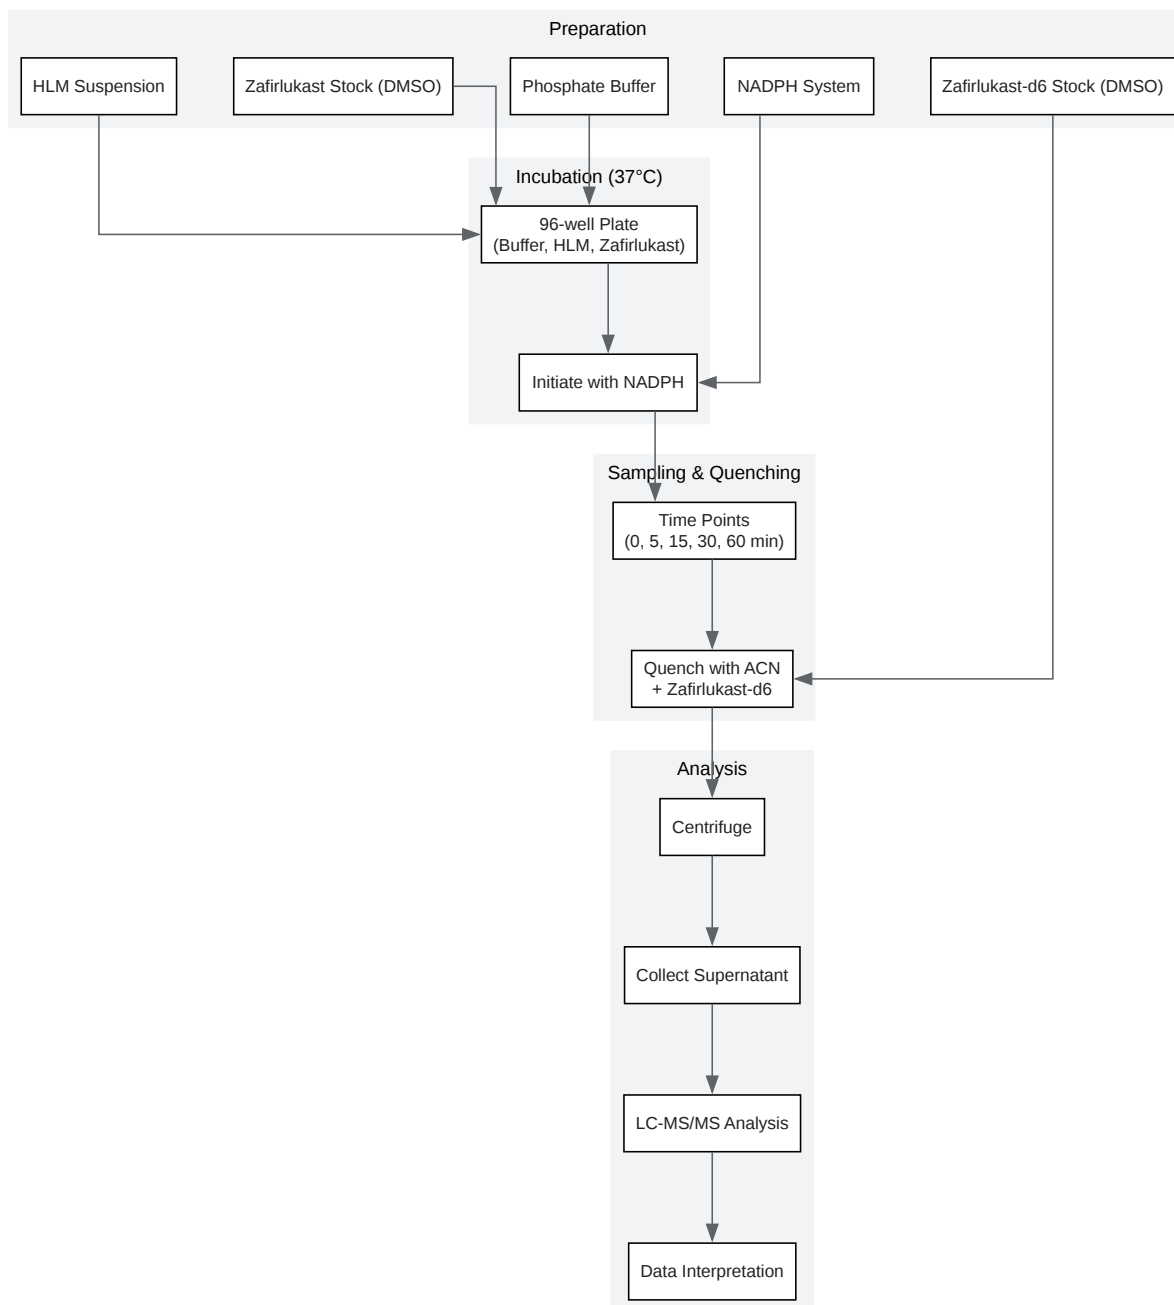 Preparation
HLM Suspension
Zafirlukast Stock (DMSO)
Phosphate Buffer
NADPH System
Zafirlukast-d6 Stock (DMSO)
Incubation (37°C)
96-well Plate
(Buffer, HLM, Zafirlukast)
Initiate with NADPH
Sampling & Quenching
Time Points
(0, 5, 15, 30, 60 min)
Quench with ACN
+ Zafirlukast-d6
Analysis
Centrifuge
Collect Supernatant
LC-MS/MS Analysis
Data Interpretation